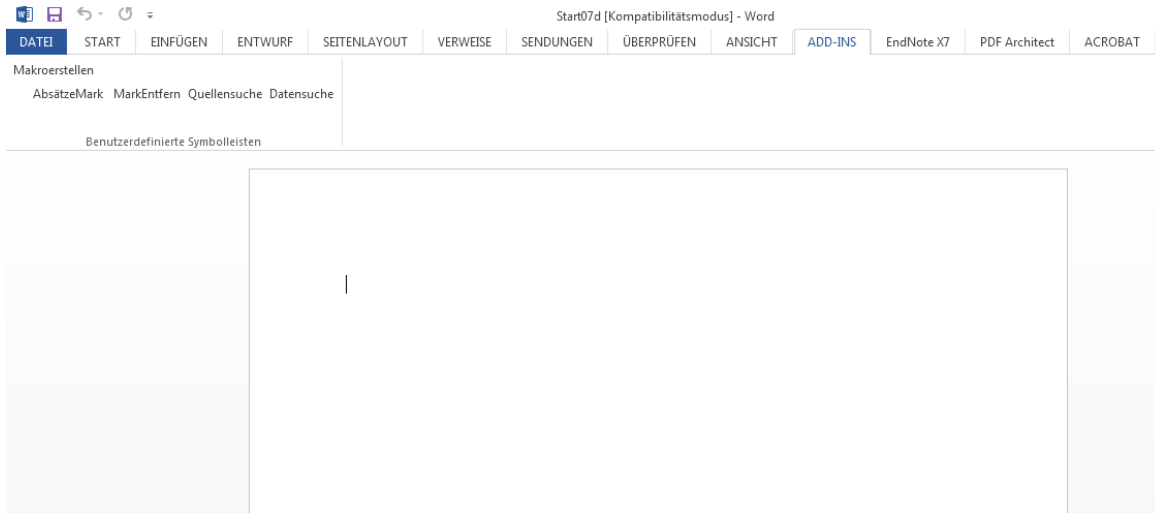 Start07d [Kompatibilitätsmodus] - Word
DATEI START EINFÜGEN ENTWURF SEITENLAYOUT VERWEISE SENDUNGEN ÜBERPRÜFEN ANSICHT ADD-INS EndNote X7 PDF Architect ACROBAT
Makroerstellen
AbsätzeMark MarkEntfern Quellensuche Datensuche
Benutzerdefinierte Symbolleisten